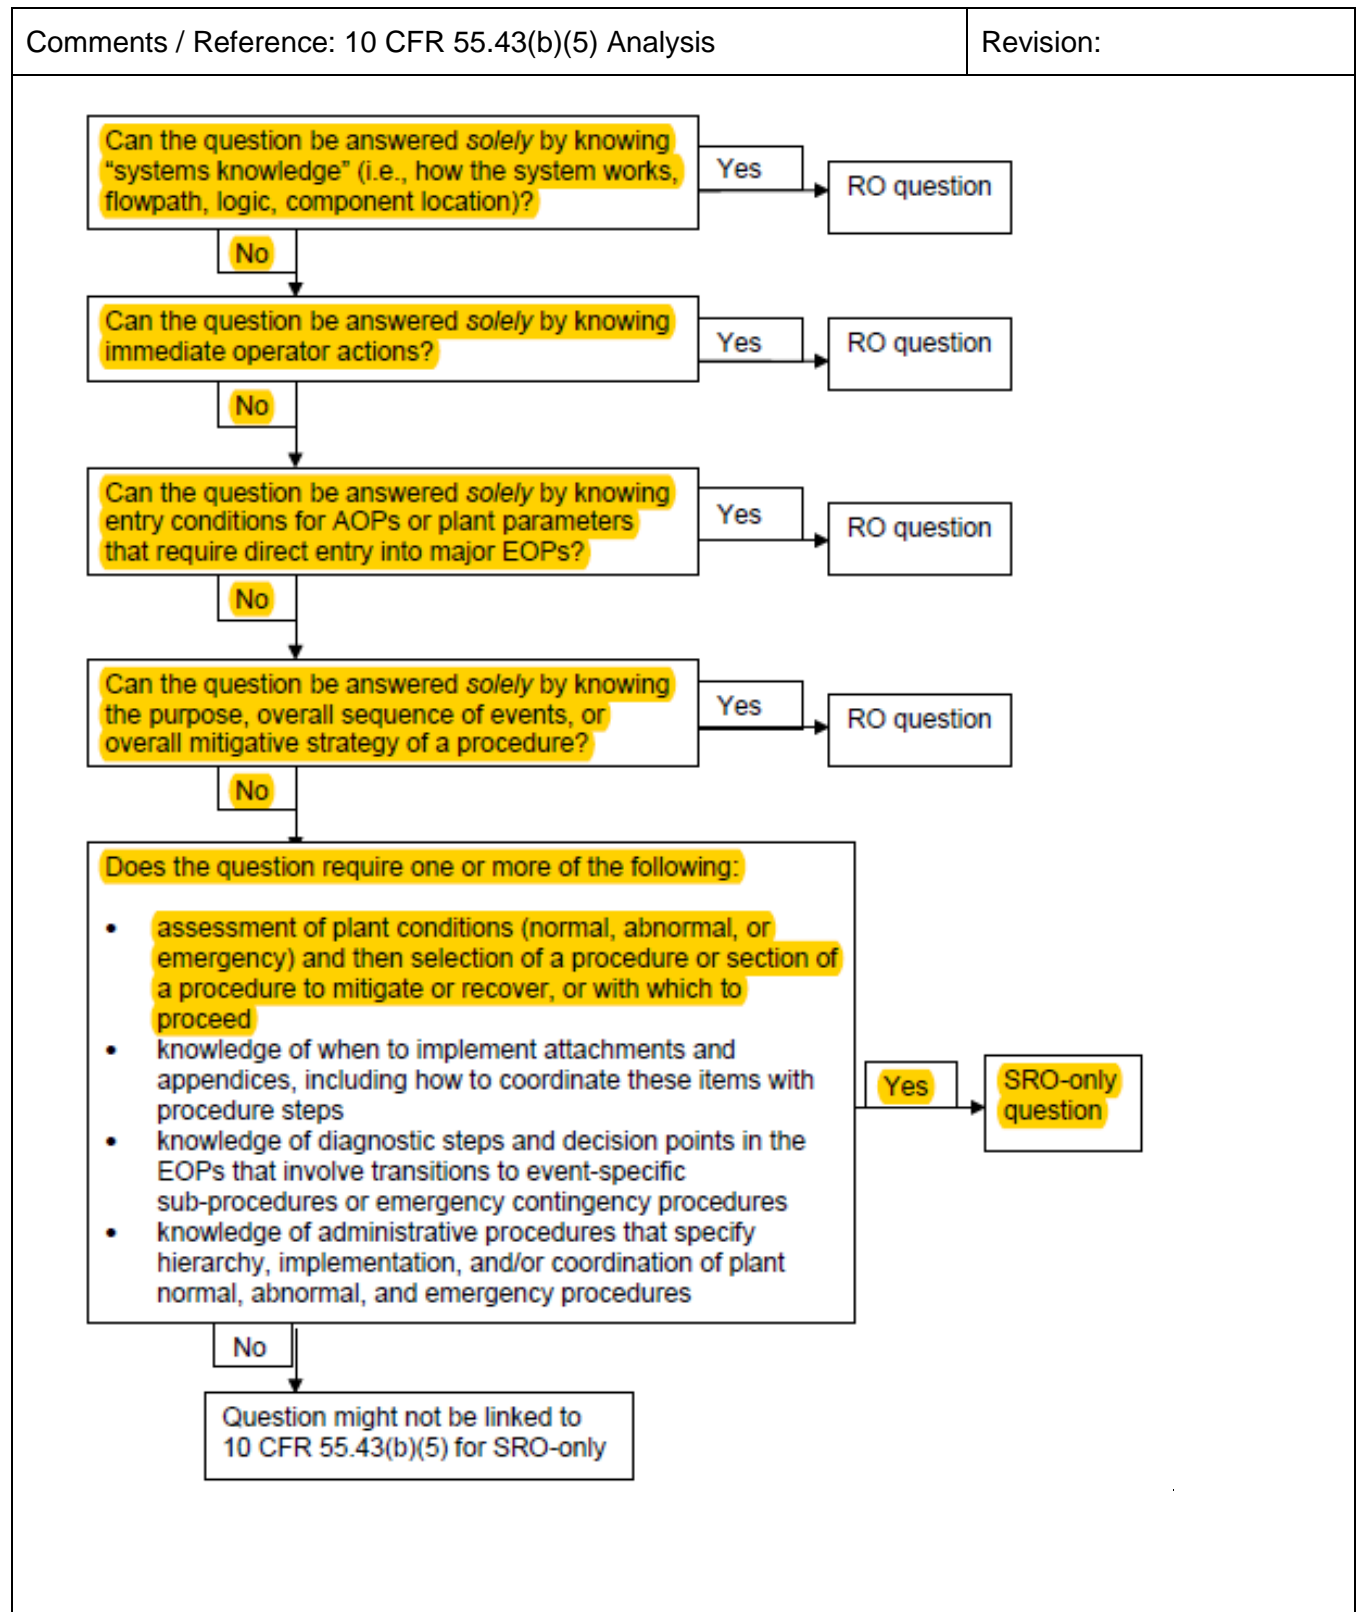 Comments / Reference: 10 CFR 55.43(b)(5) Analysis
Revision:
Can the question be answered solely by knowing
“systems knowledge” (i.e., how the system works,
flowpath, logic, component location)?
Yes
RO question
No
Can the question be answered solely by knowing
immediate operator actions?
Yes
RO question
No
Can the question be answered solely by knowing
entry conditions for AOPs or plant parameters
that require direct entry into major EOPs?
Yes
RO question
No
Can the question be answered solely by knowing
the purpose, overall sequence of events, or
overall mitigative strategy of a procedure?
Yes
RO question
No
Does the question require one or more of the following:
• assessment of plant conditions (normal, abnormal, or
emergency) and then selection of a procedure or section of
a procedure to mitigate or recover, or with which to
proceed
• knowledge of when to implement attachments and
appendices, including how to coordinate these items with
procedure steps
• knowledge of diagnostic steps and decision points in the
EOPs that involve transitions to event-specific
sub-procedures or emergency contingency procedures
• knowledge of administrative procedures that specify
hierarchy, implementation, and/or coordination of plant
normal, abnormal, and emergency procedures
Yes
SRO-only
question
No
Question might not be linked to
10 CFR 55.43(b)(5) for SRO-only